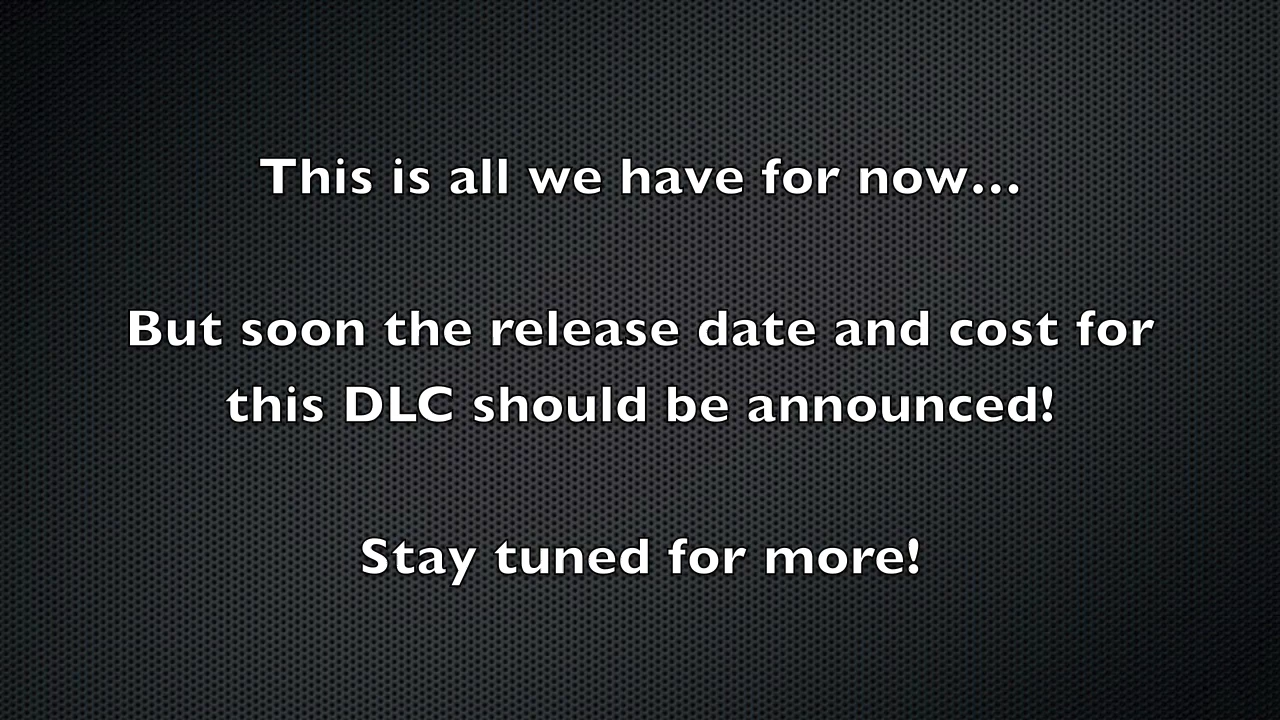 This is all we have for now...
But soon the release date and cost for
this DLC should be announced!
Stay tuned for more!